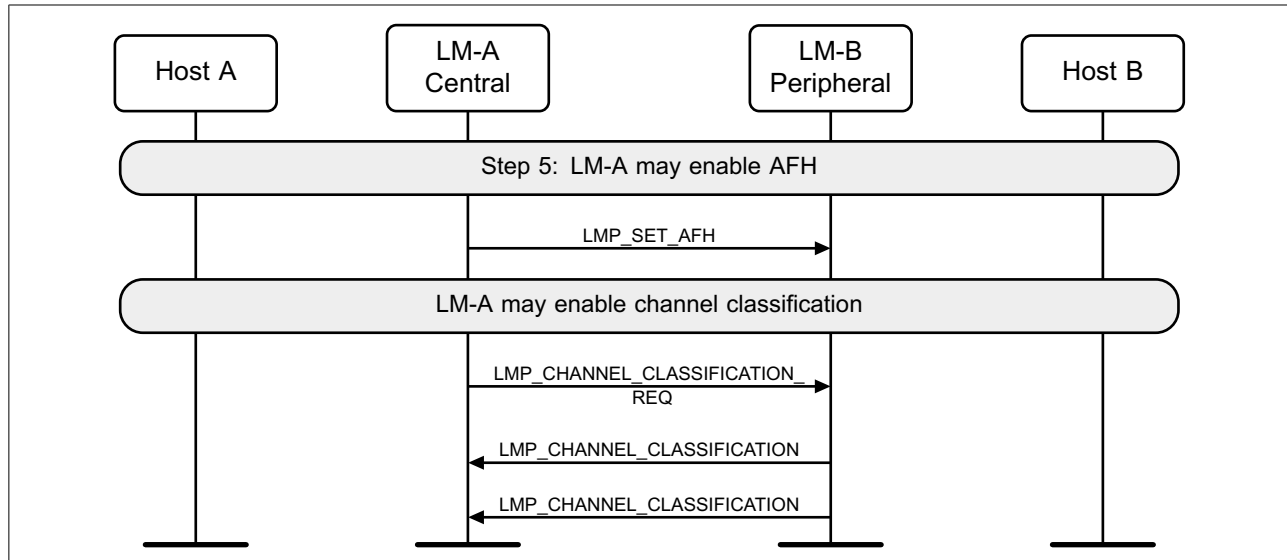 Host A
LM-A
Central
LM-B
Peripheral
Host B
Step 5: LM-A may enable AFH
LMP_SET_AFH
LM-A may enable channel classification
LMP_CHANNEL_CLASSIFICATION_
REQ
LMP_CHANNEL_CLASSIFICATION
LMP_CHANNEL_CLASSIFICATION